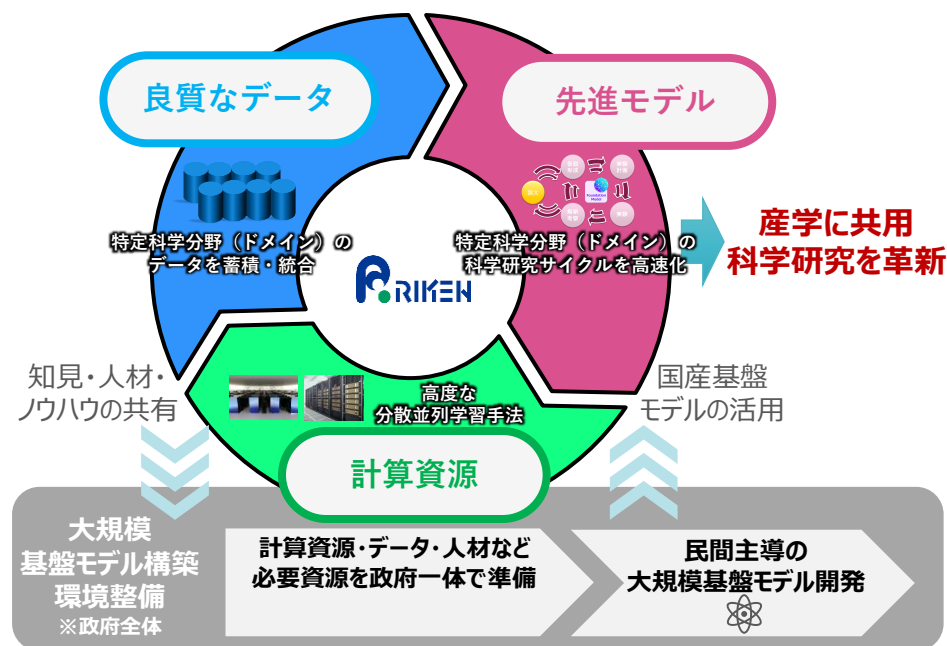 良質なデータ
先進モデル
特定科学分野（ドメイン）の
データを蓄積・統合
特定科学分野（ドメイン）の
科学研究サイクルを高速化
Foundation
Model
産学に共用
科学研究を革新
RIKEN
知見・人材・
ノウハウの共有
高度な
分散並列学習手法
国産基盤
モデルの活用
計算資源
大規模
基盤モデル構築
環境整備
※政府全体
計算資源・データ・人材など
必要資源を政府一体で準備
民間主導の
大規模基盤モデル開発